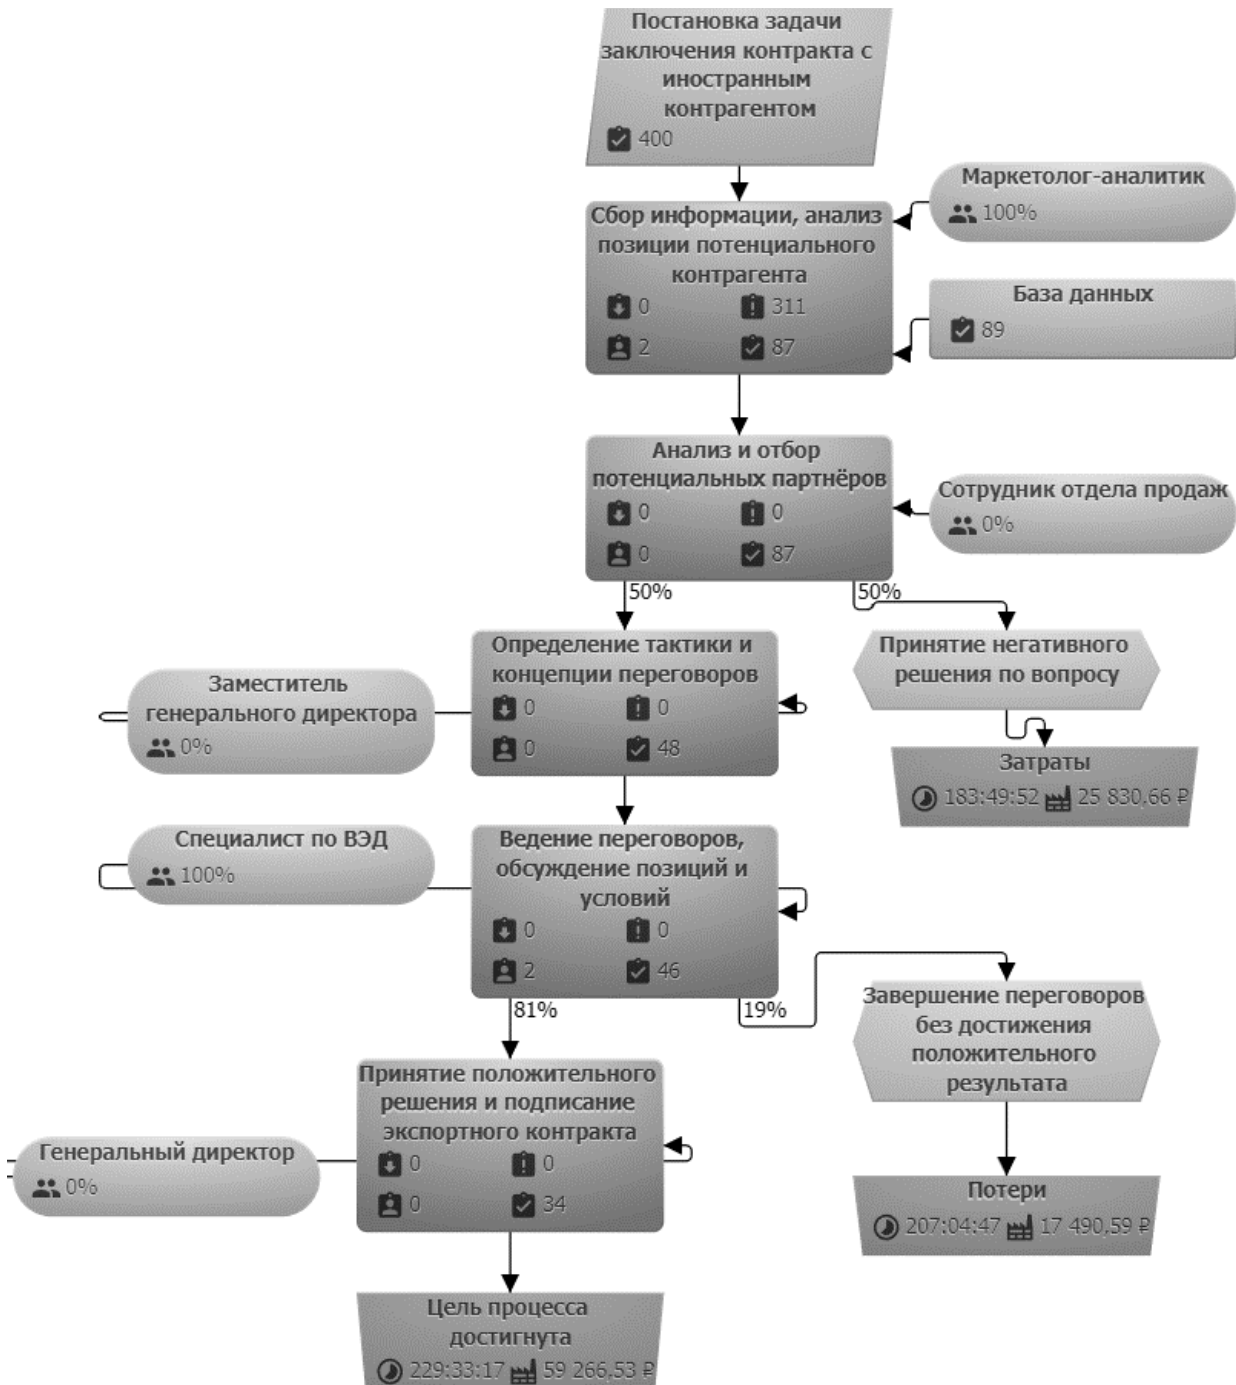 Постановка задачи
заключения контракта с
иностранным
контрагентом
400
Маркетолог-аналитик
100%
Сбор информации, анализ
позиции потенциального
контрагента
0 311
2 87
База данных
89
Анализ и отбор
потенциальных партнёров
0 0
0 87
Сотрудник отдела продаж
0%
50% 50%
Определение тактики и
концепции переговоров
0 0
0 48
Принятие негативного
решения по вопросу
Заместитель
генерального директора
0%
Затраты
183:49:52 25 830,66 ₽
Специалист по ВЭД
100%
Ведение переговоров,
обсуждение позиций и
условий
0 0
2 46
81% 19%
Завершение переговоров
без достижения
положительного
результата
Принятие положительного
решения и подписание
экспортного контракта
0 0
0 34
Генеральный директор
0%
Потери
207:04:47 17 490,59 ₽
Цель процесса
достигнута
229:33:17 59 266,53 ₽